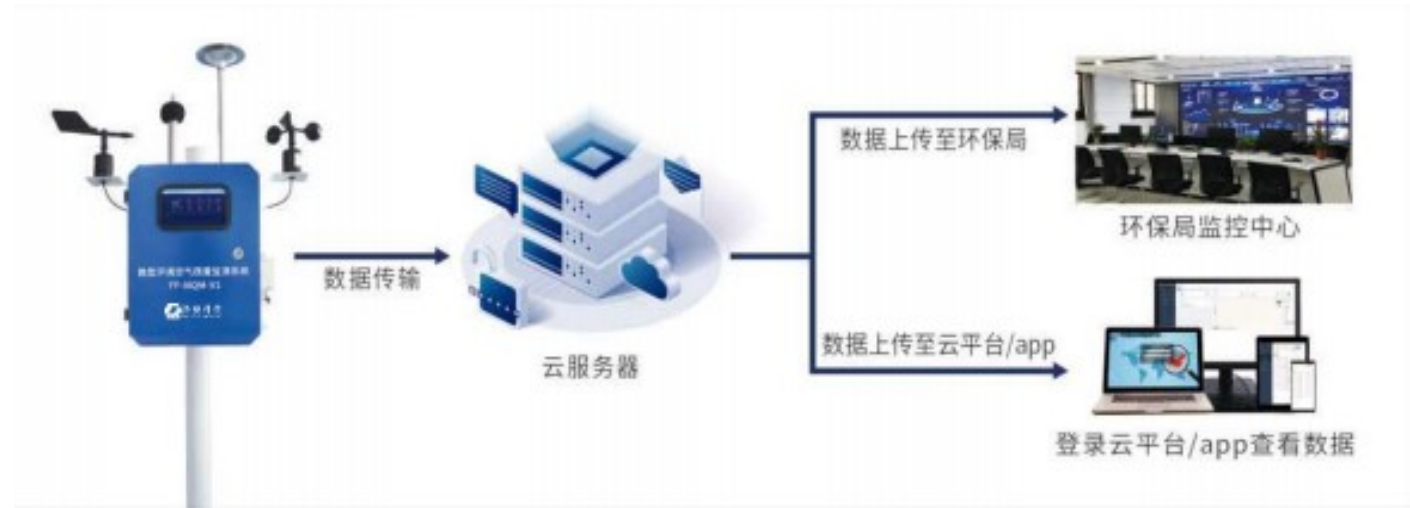 数据传输
云服务器
数据上传至环保局
环保局监控中心
数据上传至云平台/app
登录云平台/app查看数据